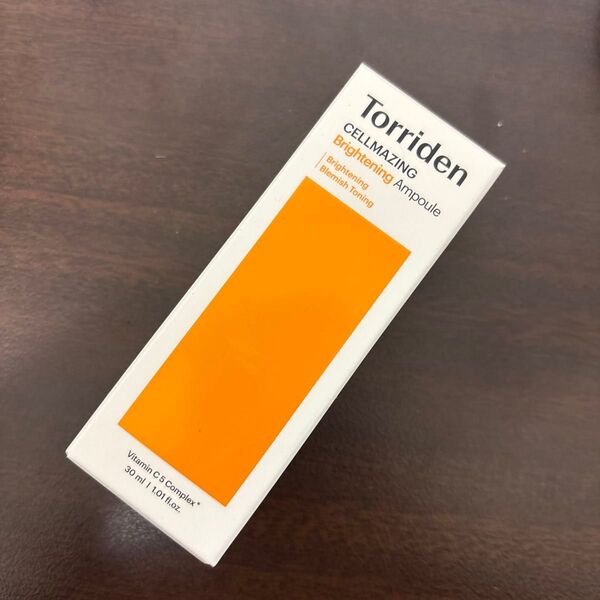 Torriden
CELLMAZING
Brightening Ampoule
Brightening
Blemish Toning
Vitamin C 5 Complex*
30 ml | 1.01 fl.oz.